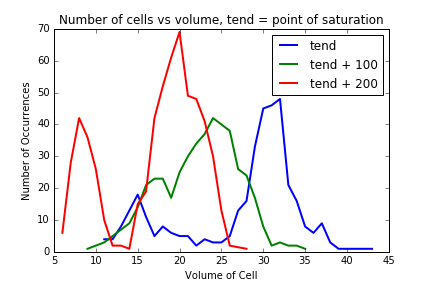 Number of cells vs volume, tend = point of saturation
70
60
50
40
30
20
10
0
Number of Occurrences
tend
tend + 100
tend + 200
5 10 15 20 25 30 35 40 45
Volume of Cell